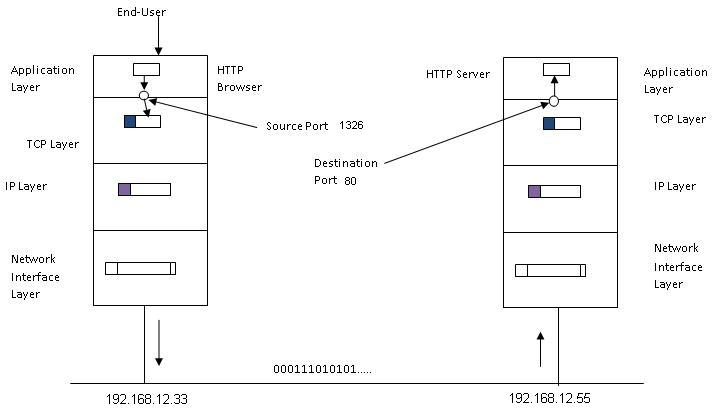 End-User
Application
Layer
HTTP
Browser
HTTP Server
Application
Layer
Source Port 1326
TCP Layer
TCP Layer
Destination
Port 80
IP Layer
IP Layer
Network
Interface
Layer
Network
Interface
Layer
000111010101.....
192.168.12.33
192.168.12.55